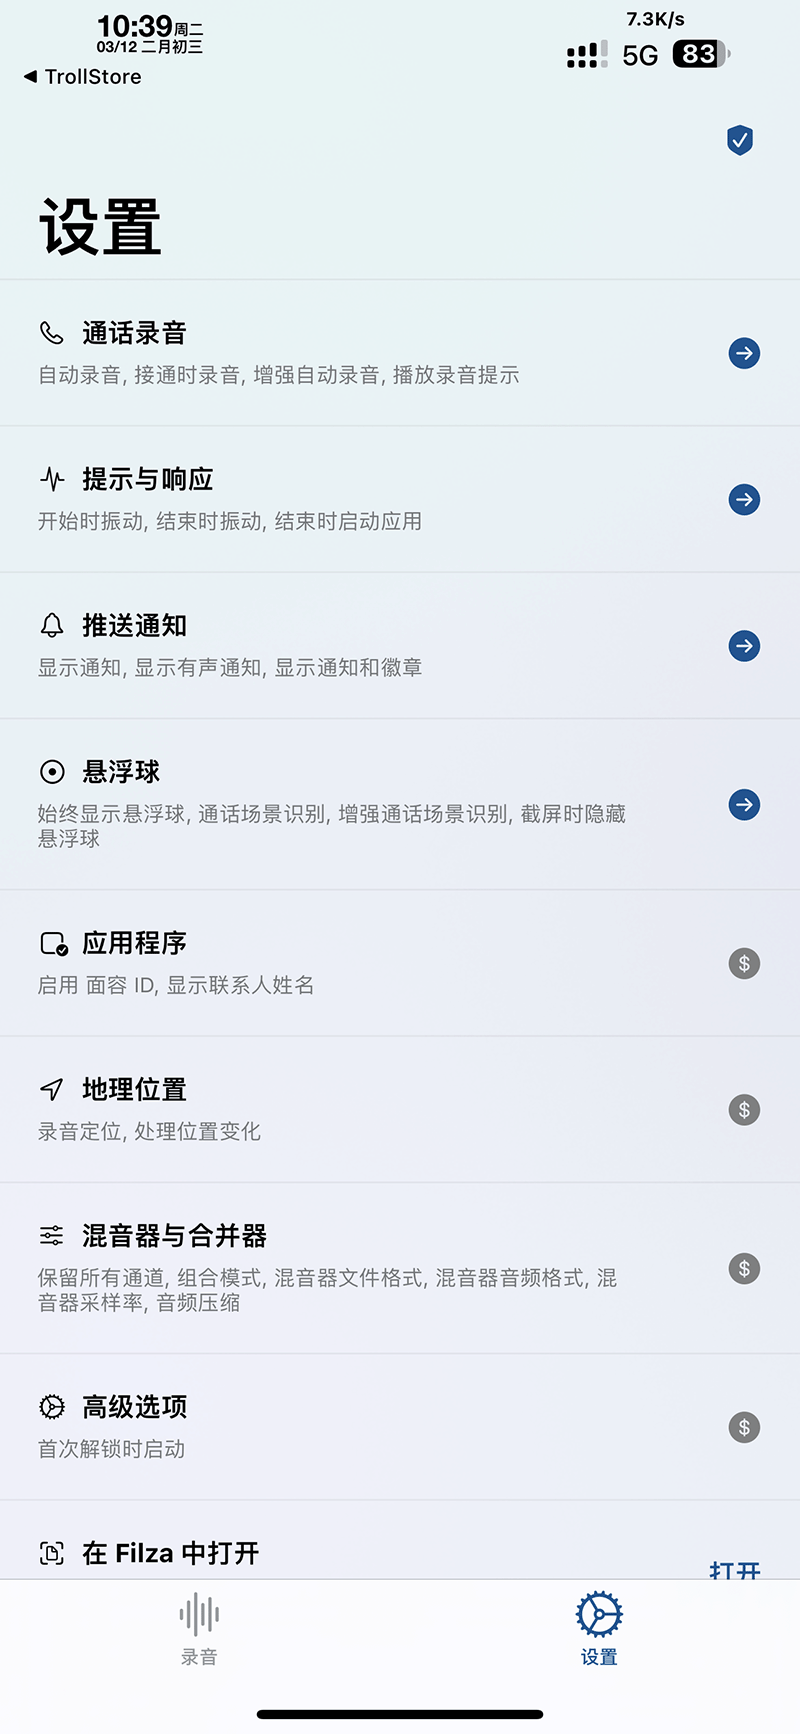 10:39周二
03/12 二月初三
7.3K/s
5G 83
◀ TrollStore
设置
通话录音
自动录音, 接通时录音, 增强自动录音, 播放录音提示
提示与响应
开始时振动, 结束时振动, 结束时启动应用
推送通知
显示通知, 显示有声通知, 显示通知和徽章
悬浮球
始终显示悬浮球, 通话场景识别, 增强通话场景识别, 截屏时隐藏
悬浮球
应用程序
启用 面容 ID, 显示联系人姓名
$
地理位置
录音定位, 处理位置变化
$
混音器与合并器
保留所有通道, 组合模式, 混音器文件格式, 混音器音频格式, 混
音器采样率, 音频压缩
$
高级选项
首次解锁时启动
$
在 Filza 中打开
打开
录音
设置